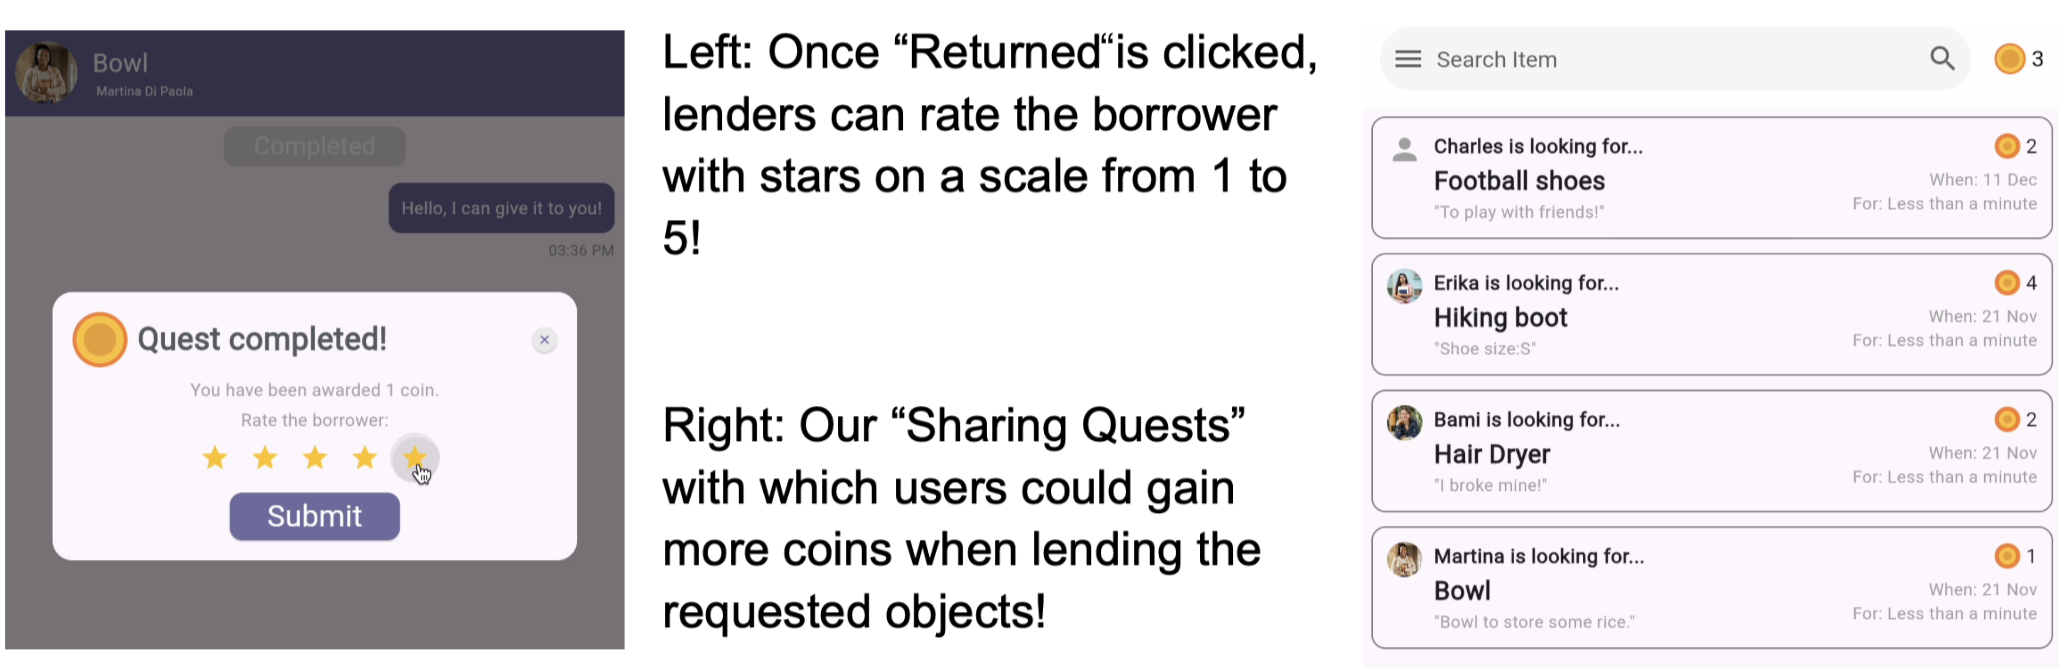 Bowl
Martina Di Paola
Completed
Hello, I can give it to you!
03:36 PM
Quest completed!
×
You have been awarded 1 coin.
Rate the borrower:
Submit
Left: Once “Returned“is clicked,
lenders can rate the borrower
with stars on a scale from 1 to
5!
Right: Our “Sharing Quests”
with which users could gain
more coins when lending the
requested objects!
Search Item
3
Charles is looking for...
2
Football shoes
When: 11 Dec
"To play with friends!"
For: Less than a minute
Erika is looking for...
4
Hiking boot
When: 21 Nov
"Shoe size:S"
For: Less than a minute
Bami is looking for...
2
Hair Dryer
When: 21 Nov
"I broke mine!"
For: Less than a minute
Martina is looking for...
1
Bowl
When: 21 Nov
"Bowl to store some rice."
For: Less than a minute